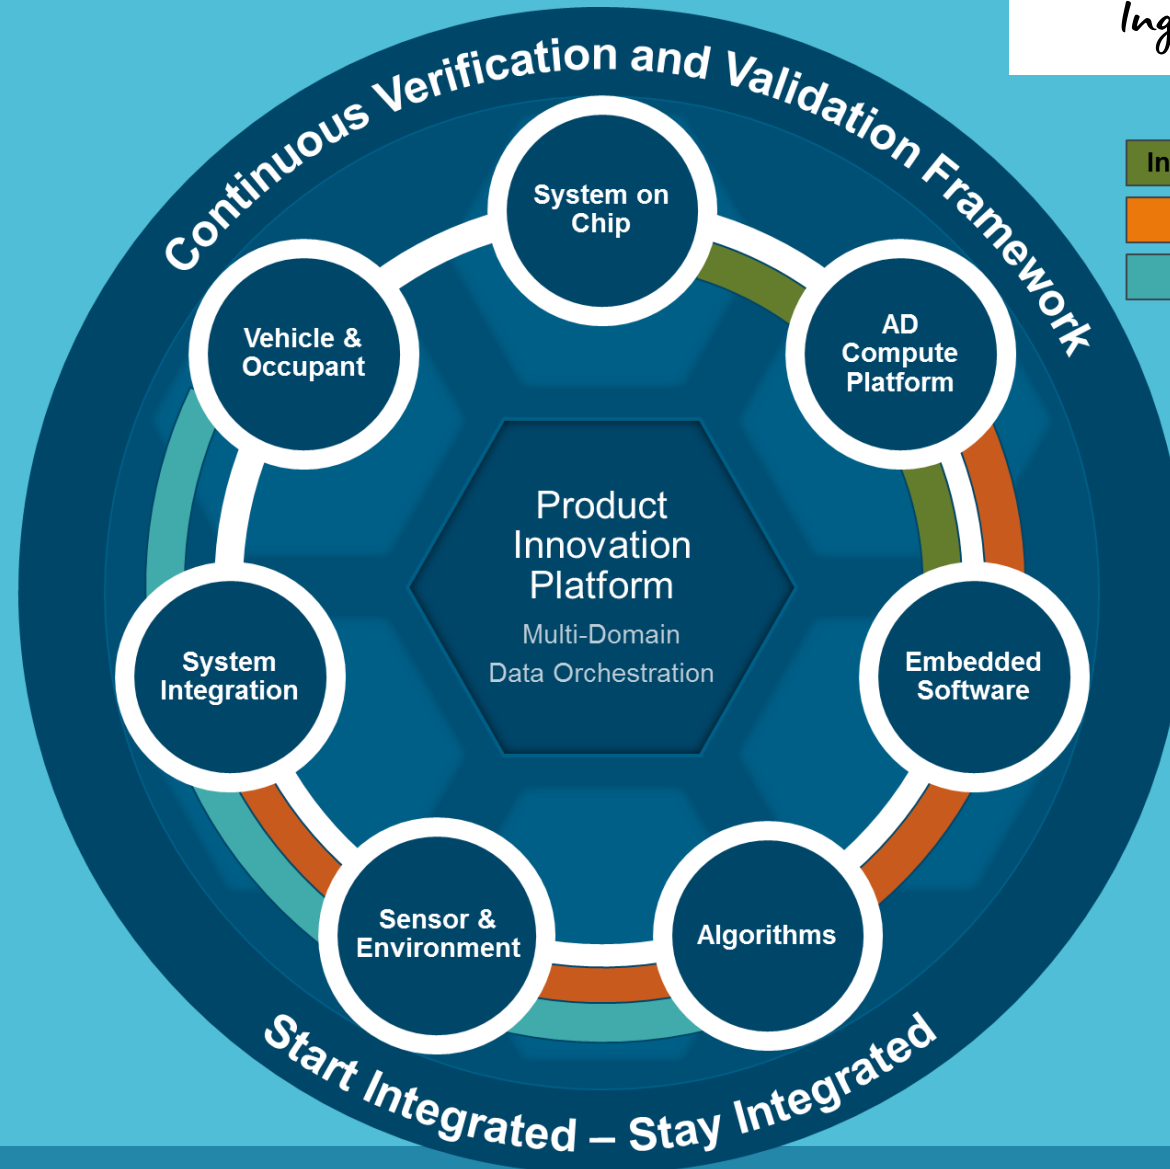 Continuous Verification and Validation Framework
System on
Chip
Vehicle &
Occupant
AD
Compute
Platform
Product
Innovation
Platform
Multi-Domain
Data Orchestration
System
Integration
Embedded
Software
Sensor &
Environment
Algorithms
Start Integrated – Stay Integrated